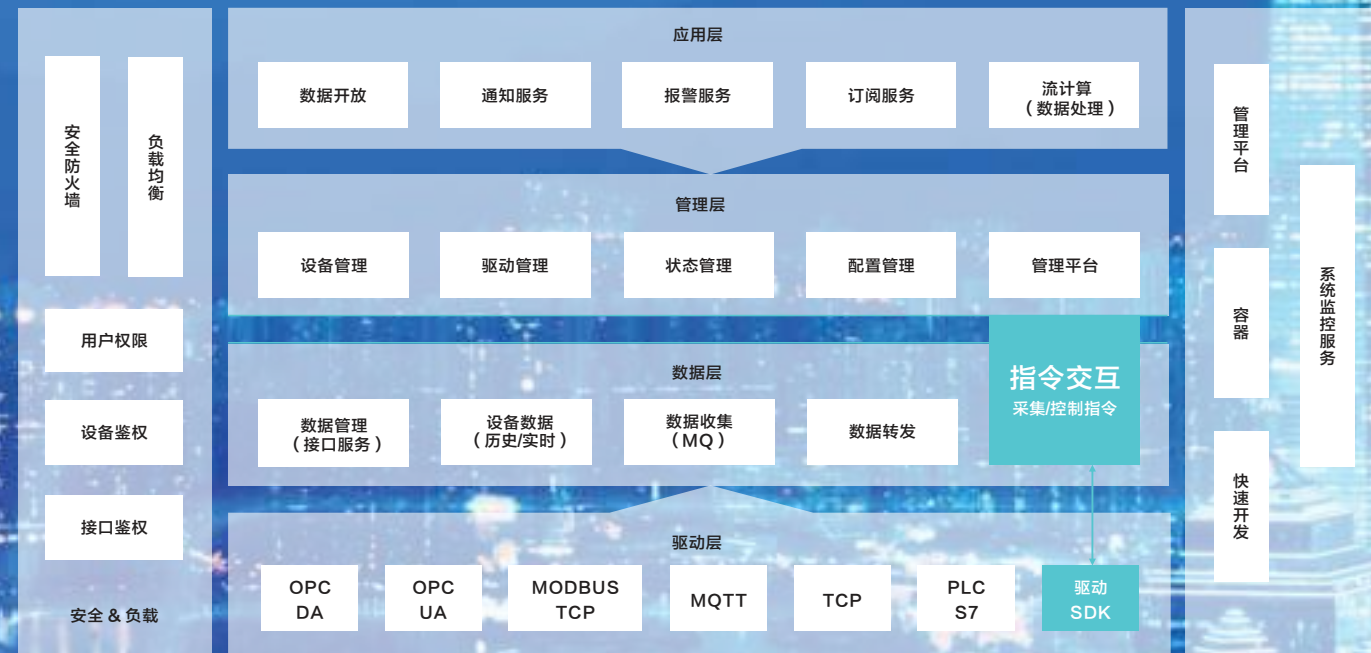 安全防火墙
负载均衡
用户权限
设备鉴权
接口鉴权
安全 & 负载
应用层
数据开放
通知服务
报警服务
订阅服务
流计算
（数据处理）
管理层
设备管理
驱动管理
状态管理
配置管理
管理平台
数据层
数据管理
（接口服务）
设备数据
（历史/实时）
数据收集
（MQ）
数据转发
指令交互
采集/控制指令
驱动层
OPC
DA
OPC
UA
MODBUS
TCP
MQTT
TCP
PLC
S7
驱动
SDK
管理平台
容器
快速开发
系统监控服务